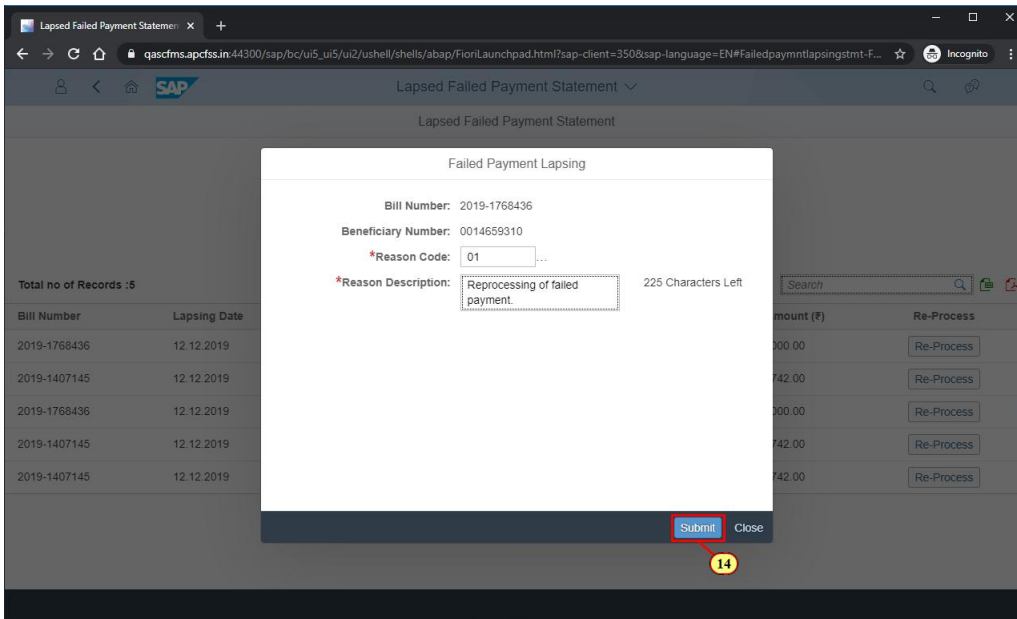 Lapsed Failed Payment Statemen
qascfms.apcfss.in:44300/sap/bc/ui5_ui5/ui2/ushell/shells/abap/FioriLaunchpad.html?sap-client=350&sap-language=EN#Failedpaymntlapsingstmt-F...
Incognito
SAP Lapsed Failed Payment Statement
Lapsed Failed Payment Statement
Failed Payment Lapsing
Bill Number: 2019-1768436
Beneficiary Number: 0014659310
*Reason Code: 01 ...
*Reason Description: Reprocessing of failed payment. 225 Characters Left
Total no of Records :5 Search
Bill Number Lapsing Date mount (₹) Re-Process
2019-1768436 12.12.2019 000.00 Re-Process
2019-1407145 12.12.2019 742.00 Re-Process
2019-1768436 12.12.2019 000.00 Re-Process
2019-1407145 12.12.2019 742.00 Re-Process
2019-1407145 12.12.2019 742.00 Re-Process
Submit Close
14